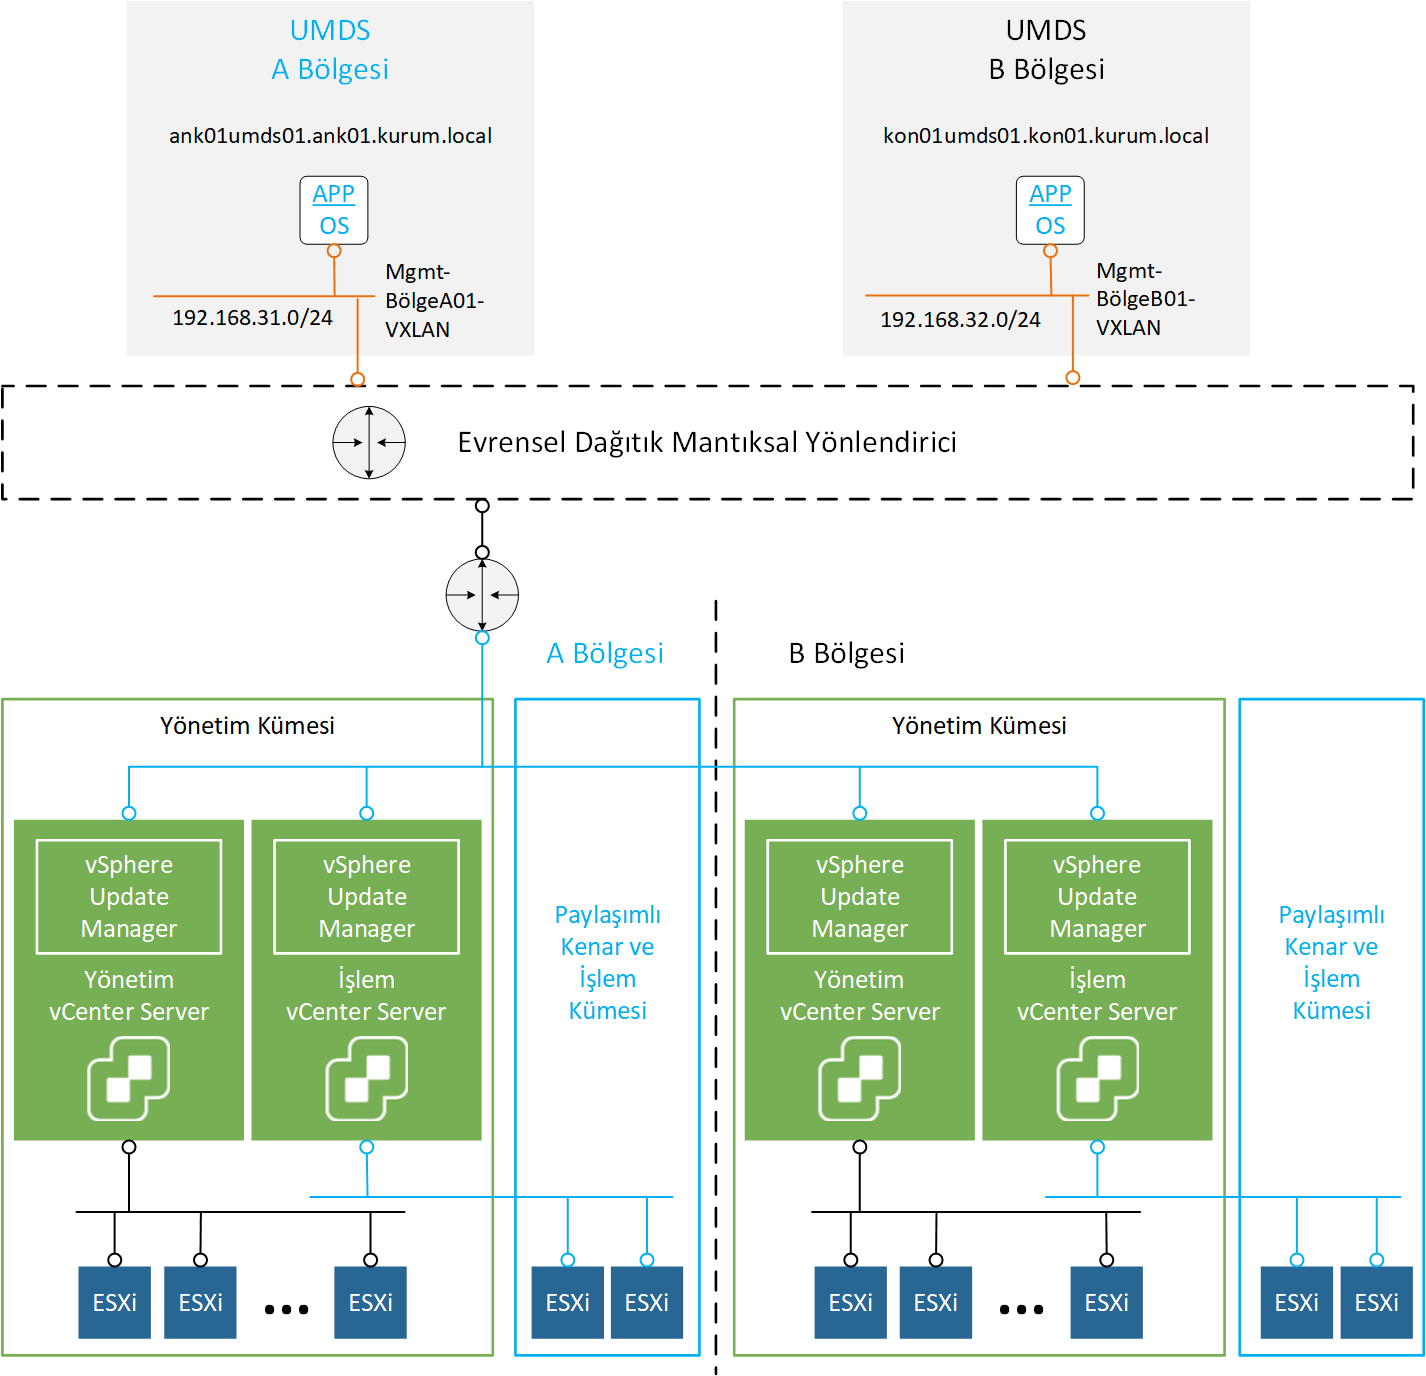 UMDS
A Bölgesi
ank01umds01.ank01.kurum.local
APP
OS
Mgmt-
BölgeA01-
VXLAN
192.168.31.0/24
UMDS
B Bölgesi
kon01umds01.kon01.kurum.local
APP
OS
Mgmt-
BölgeB01-
VXLAN
192.168.32.0/24
Evrensel Dağıtık Mantıksal Yönlendirici
A Bölgesi
B Bölgesi
Yönetim Kümesi
vSphere
Update
Manager
Yönetim
vCenter Server
vSphere
Update
Manager
İşlem
vCenter Server
Paylaşımlı
Kenar ve
İşlem
Kümesi
ESXi
ESXi
...
ESXi
ESXi
ESXi
Yönetim Kümesi
vSphere
Update
Manager
Yönetim
vCenter Server
vSphere
Update
Manager
İşlem
vCenter Server
Paylaşımlı
Kenar ve
İşlem
Kümesi
ESXi
ESXi
...
ESXi
ESXi
ESXi